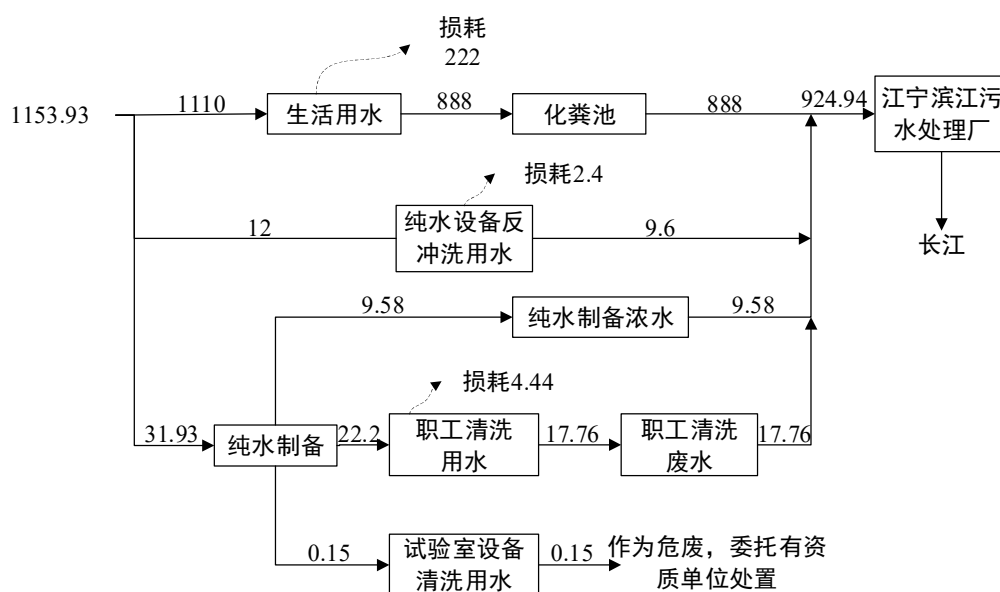 损耗
222
1153.93
1110
生活用水
888
化粪池
888
924.94
江宁滨江污
水处理厂
损耗2.4
12
纯水设备反
冲洗用水
9.6
长江
9.58
纯水制备浓水
9.58
损耗4.44
31.93
纯水制备
22.2
职工清洗
用水
17.76
职工清洗
废水
17.76
0.15
试验室设备
清洗用水
0.15
作为危废，委托有资
质单位处置